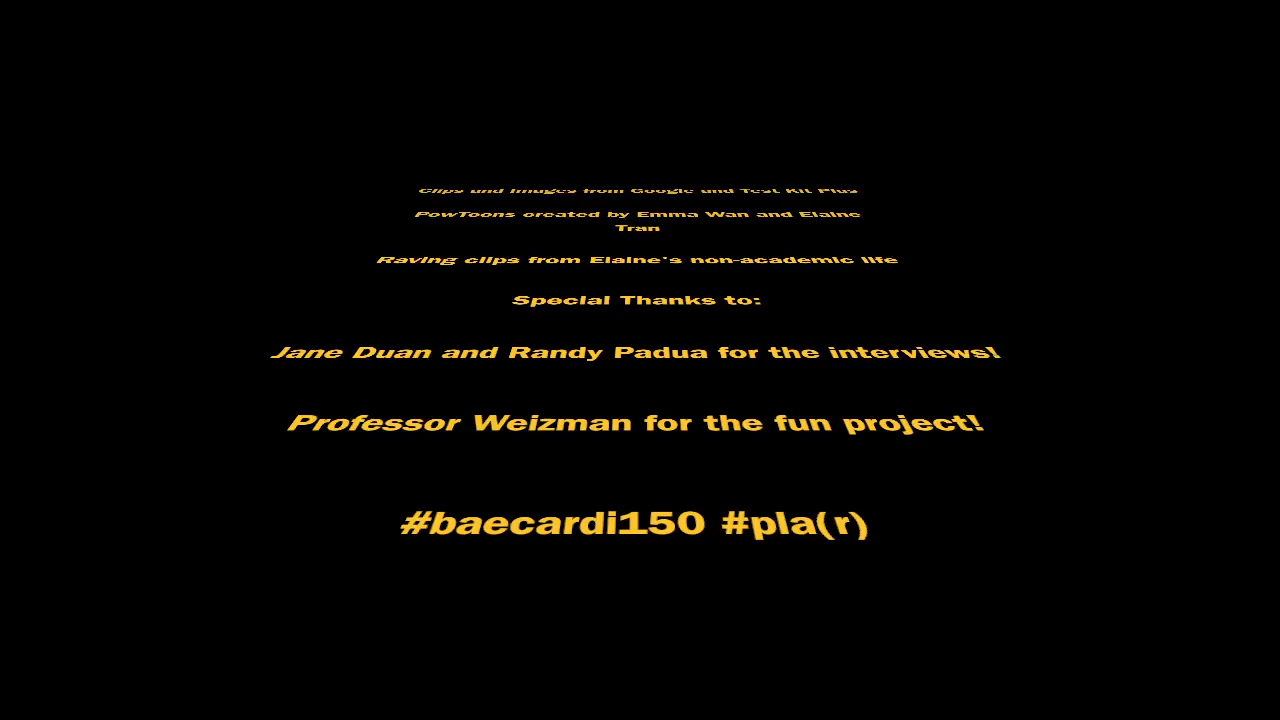 Clips and Images from Google and Test Kit Plus
PowToons created by Emma Wan and Elaine
Tran
Raving clips from Elaine's non-academic life
Special Thanks to:
Jane Duan and Randy Padua for the interviews!
Professor Weizman for the fun project!
#baecardi150 #pla(r)